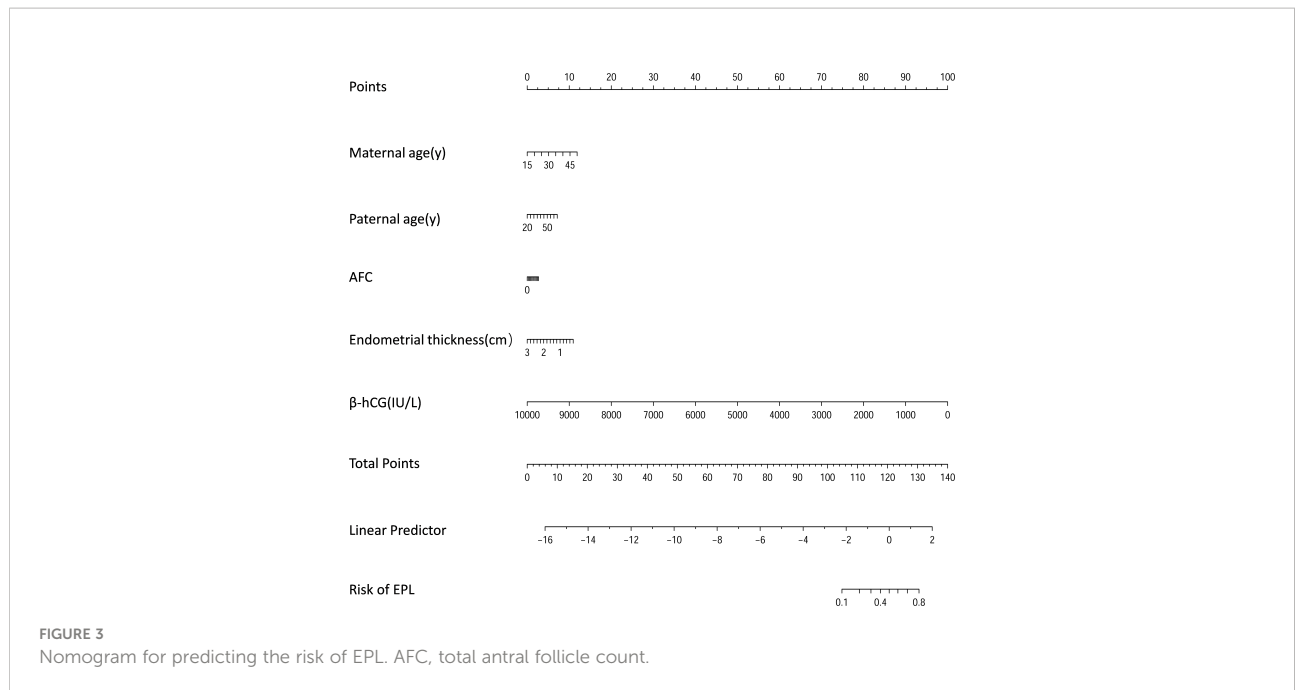 Points 0 10 20 30 40 50 60 70 80 90 100
Maternal age(y)
15 30 45
Paternal age(y)
20 50
AFC
0
Endometrial thickness(cm)
3 2 1
β-hCG(IU/L)
10000 9000 8000 7000 6000 5000 4000 3000 2000 1000 0
Total Points
0 10 20 30 40 50 60 70 80 90 100 110 120 130 140
Linear Predictor
−16 −14 −12 −10 −8 −6 −4 −2 0 2
Risk of EPL
0.1 0.4 0.8
FIGURE 3
Nomogram for predicting the risk of EPL. AFC, total antral follicle count.